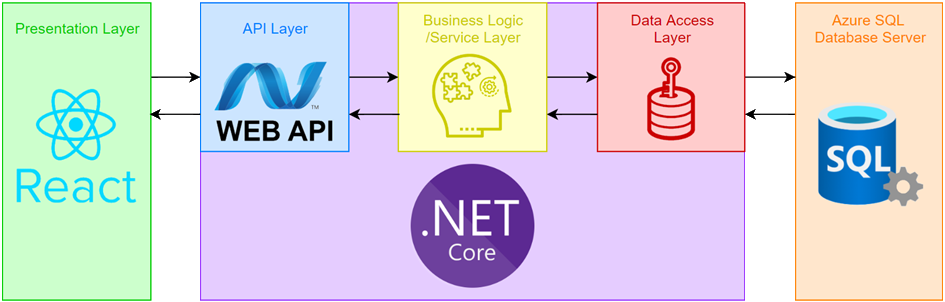 Presentation Layer
API Layer
Business Logic
/Service Layer
Data Access
Layer
Azure SQL
Database Server
React
TM
WEB API
SQL
.NET
Core